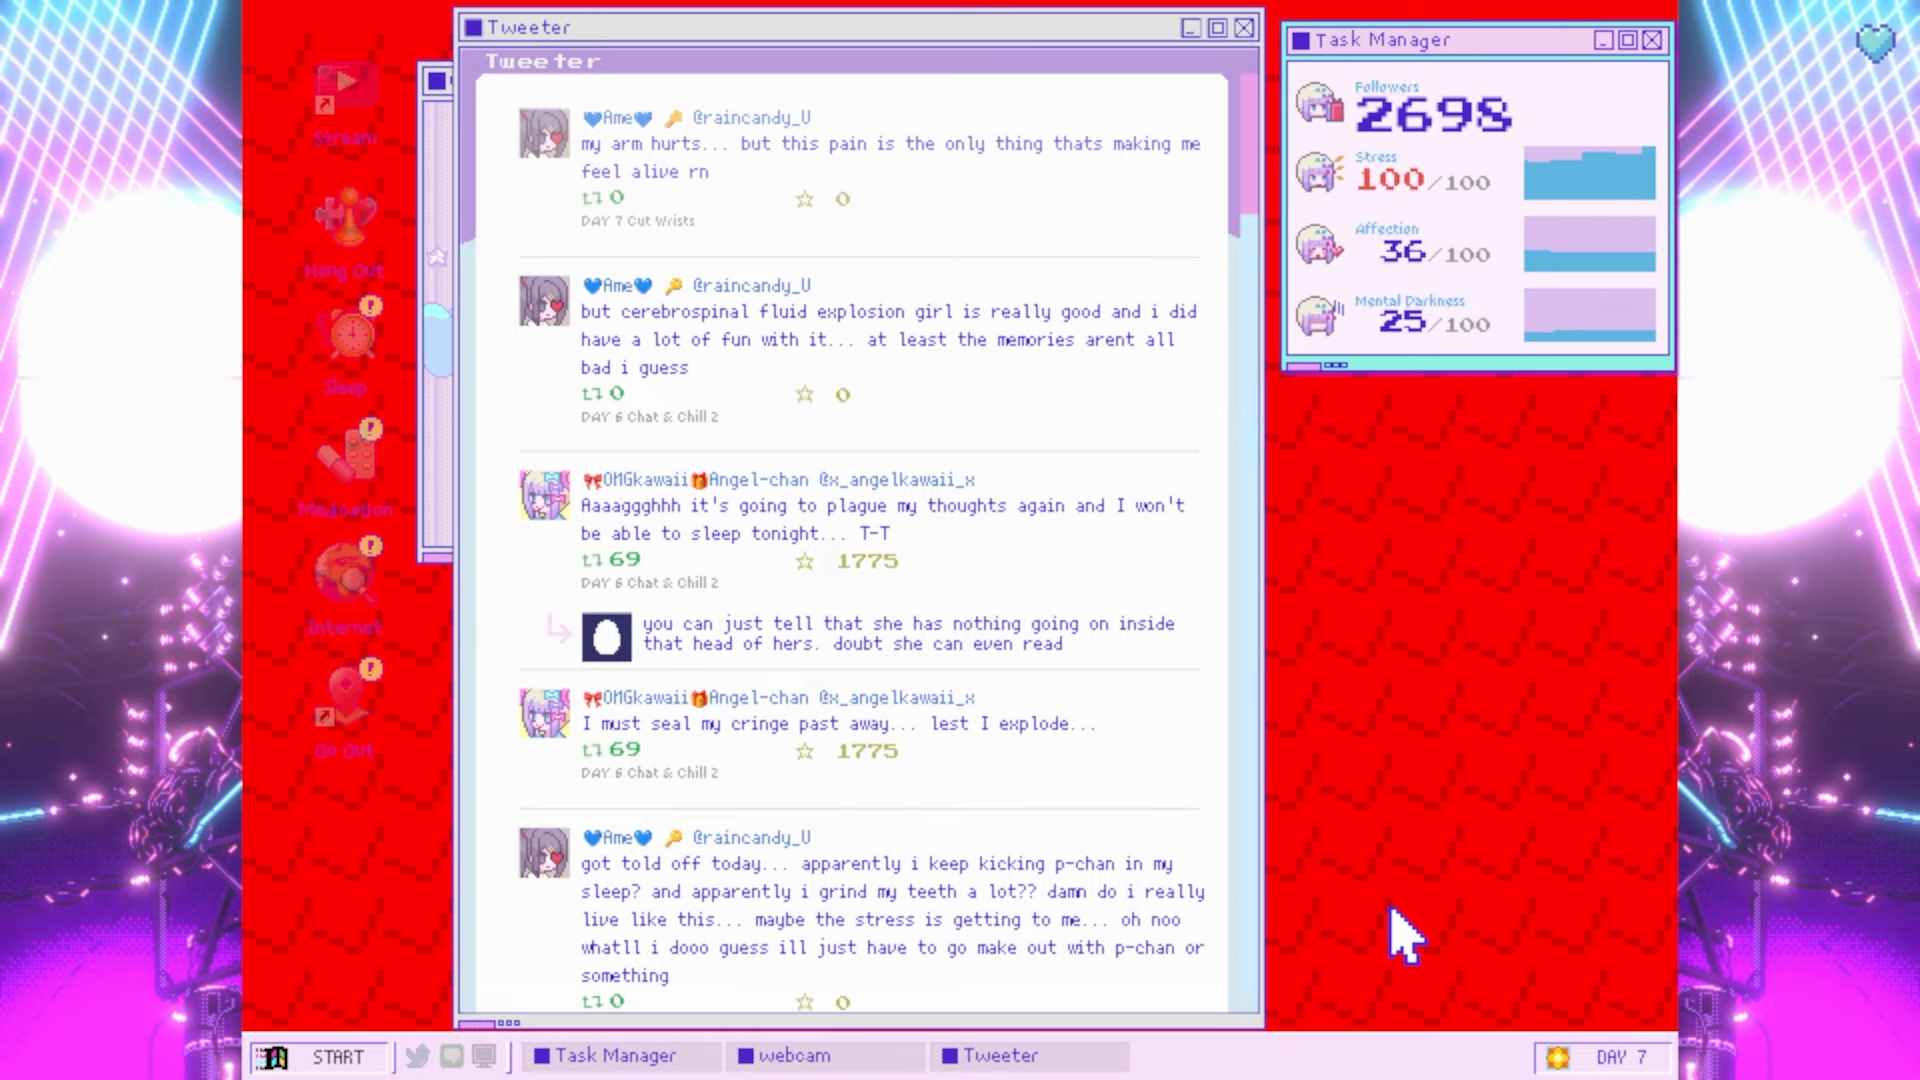 Tweeter
Tweeter
Ame @raincandy_U
my arm hurts... but this pain is the only thing thats making me
feel alive rn
0 0
DAY 7 Cut Wrists
Ame @raincandy_U
but cerebrospinal fluid explosion girl is really good and i did
have a lot of fun with it... at least the memories arent all
bad i guess
0 0
DAY 6 Chat & Chill 2
OMGkawaii Angel-chan @x_angelkawaii_x
Aaaaggghhh it's going to plague my thoughts again and I won't
be able to sleep tonight... T-T
69 1775
DAY 6 Chat & Chill 2
you can just tell that she has nothing going on inside
that head of hers. doubt she can even read
OMGkawaii Angel-chan @x_angelkawaii_x
I must seal my cringe past away... lest I explode...
69 1775
DAY 6 Chat & Chill 2
Ame @raincandy_U
got told off today... apparently i keep kicking p-chan in my
sleep? and apparently i grind my teeth a lot?? damn do i really
live like this... maybe the stress is getting to me... oh noo
whatll i dooo guess ill just have to go make out with p-chan or
something
0 0
Task Manager
Followers
2698
Stress
100/100
Affection
36/100
Mental Darkness
25/100
Stream
Hang Out
Sleep
Medication
Internet
Go Out
START
Task Manager
webcam
Tweeter
DAY 7